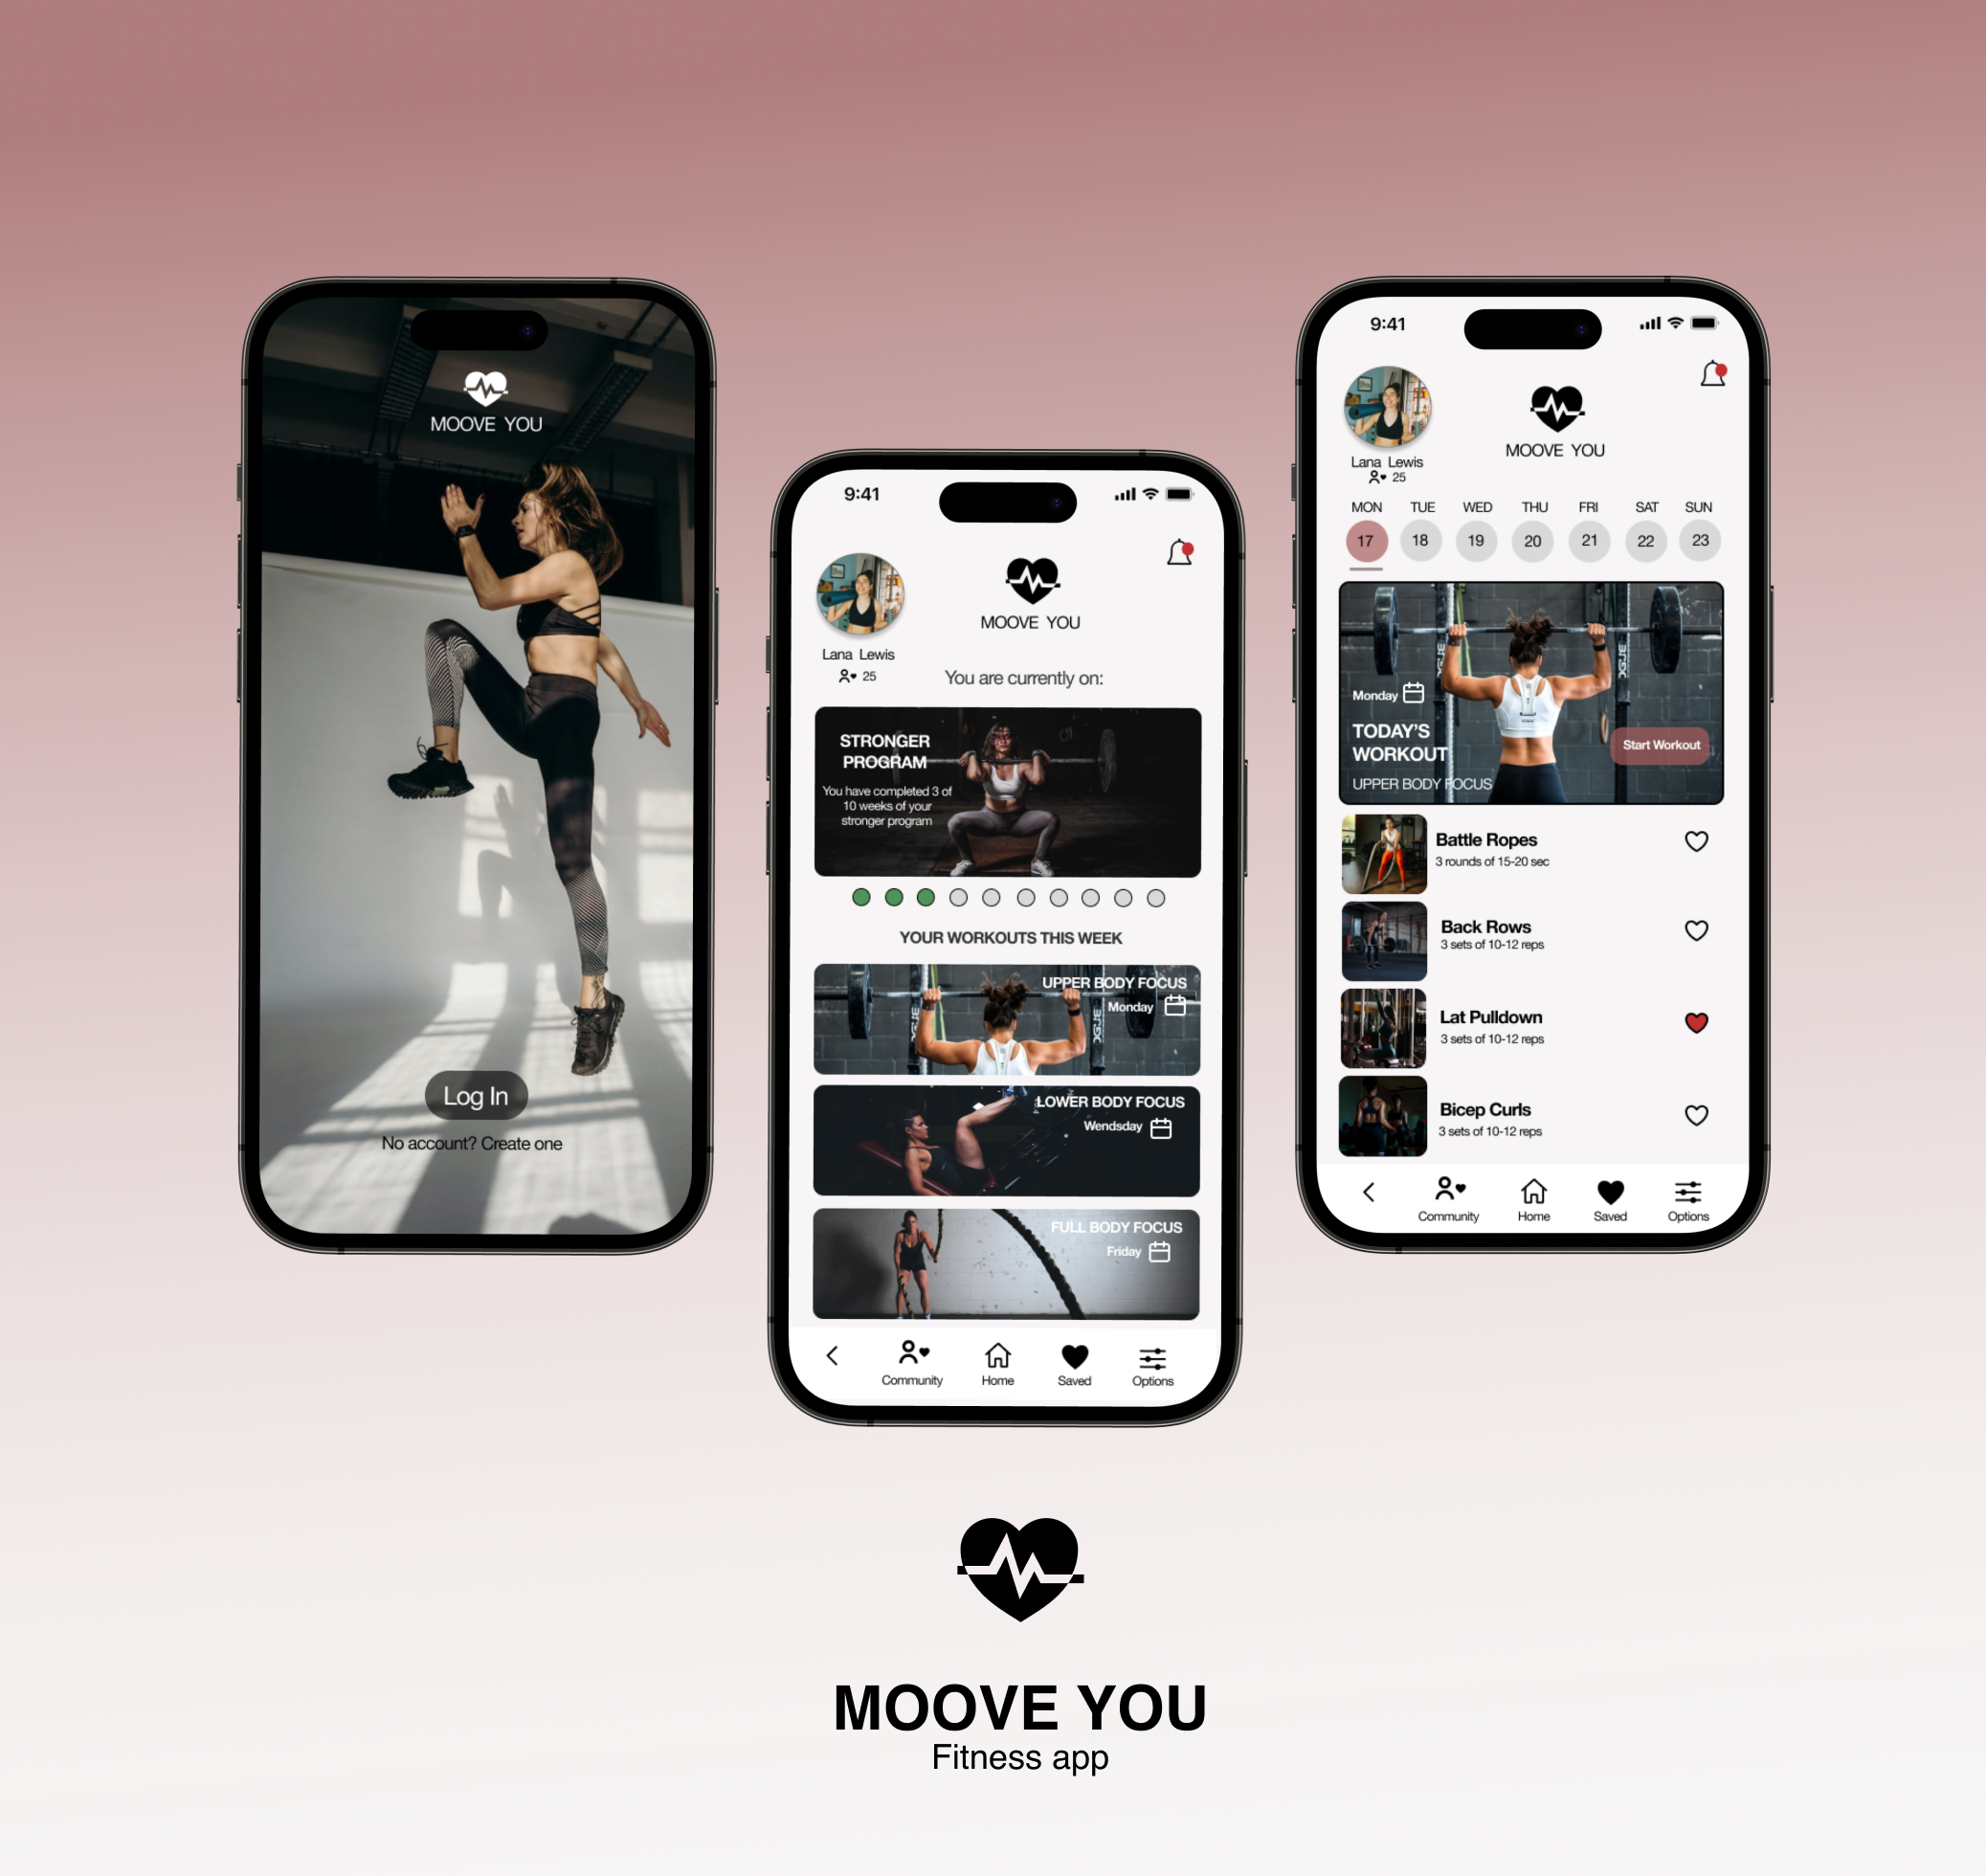 MOOVE YOU
Log In
No account? Create one
9:41
Lana Lewis
25
MOOVE YOU
You are currently on:
STRONGER
PROGRAM
You have completed 3 of
10 weeks of your
stronger program
YOUR WORKOUTS THIS WEEK
UPPER BODY FOCUS
Monday
LOWER BODY FOCUS
Wendsday
FULL BODY FOCUS
Friday
Community
Home
Saved
Options
9:41
Lana Lewis
25
MOOVE YOU
MON TUE WED THU FRI SAT SUN
17 18 19 20 21 22 23
Monday
TODAY'S
WORKOUT
UPPER BODY FOCUS
Start Workout
Battle Ropes
3 rounds of 15-20 sec
Back Rows
3 sets of 10-12 reps
Lat Pulldown
3 sets of 10-12 reps
Bicep Curls
3 sets of 10-12 reps
Community
Home
Saved
Options
MOOVE YOU
Fitness app